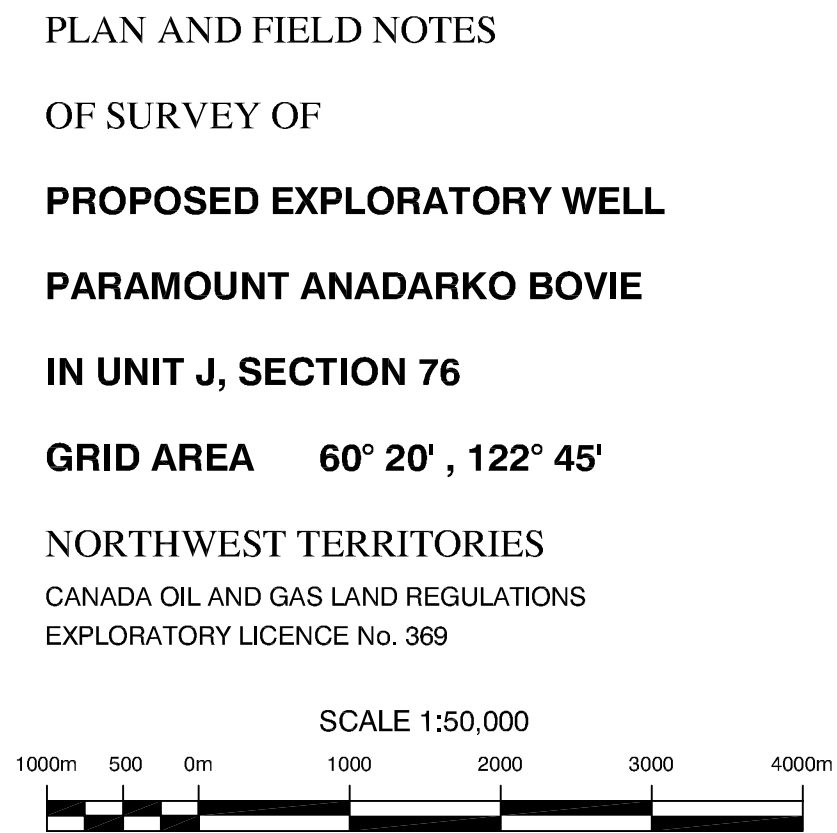 PLAN AND FIELD NOTES
OF SURVEY OF
PROPOSED EXPLORATORY WELL
PARAMOUNT ANADARKO BOVIE
IN UNIT J, SECTION 76
GRID AREA 60° 20' , 122° 45'
NORTHWEST TERRITORIES
CANADA OIL AND GAS LAND REGULATIONS
EXPLORATORY LICENCE No. 369
SCALE 1:50,000
1000m 500 0m 1000 2000 3000 4000m